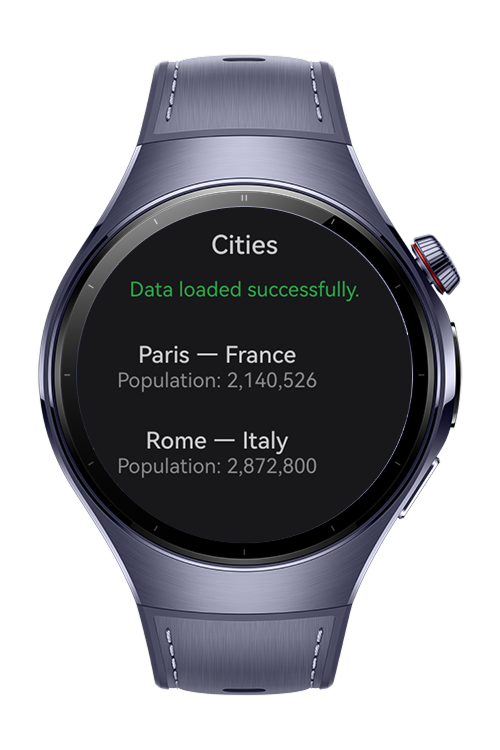 Cities
Data loaded successfully.
Paris — France
Population: 2,140,526
Rome — Italy
Population: 2,872,800